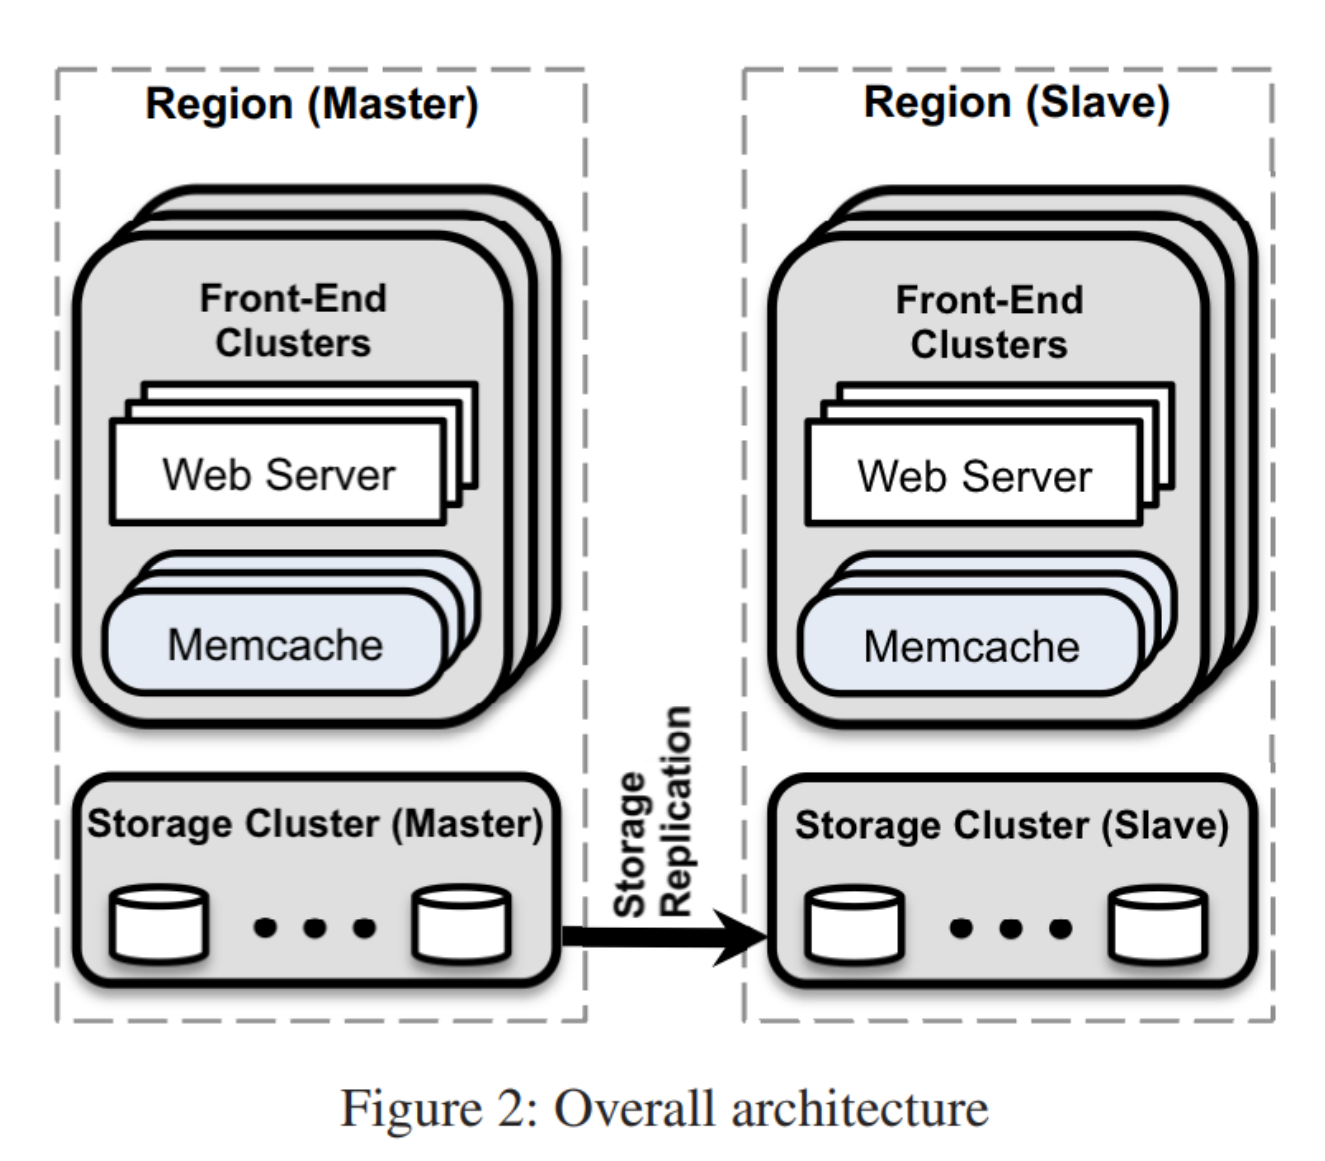 Region (Master)
Front-End
Clusters
Web Server
Memcache
Storage Cluster (Master)
Storage
Replication
Region (Slave)
Front-End
Clusters
Web Server
Memcache
Storage Cluster (Slave)
Figure 2: Overall architecture